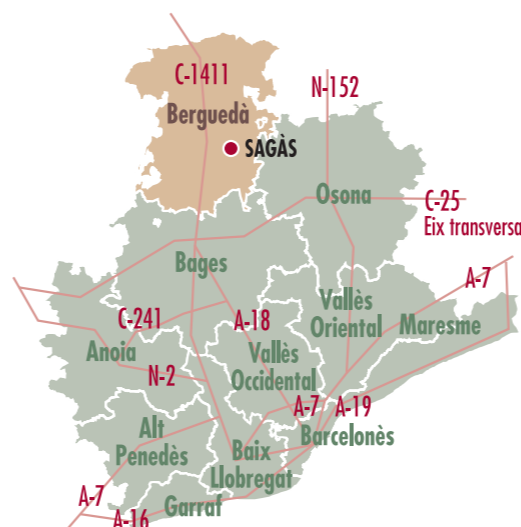 C-1411
N-152
Berguedà
SAGÀS
Osona
C-25
Eix transversa
Bages
A-7
Vallès
Oriental
Maresme
C-241
A-18
Anoia
Vallès
Occidental
N-2
A-7
A-19
Alt
Penedès
Barcelonès
Baix
Llobregat
A-7
Garraf
A-16